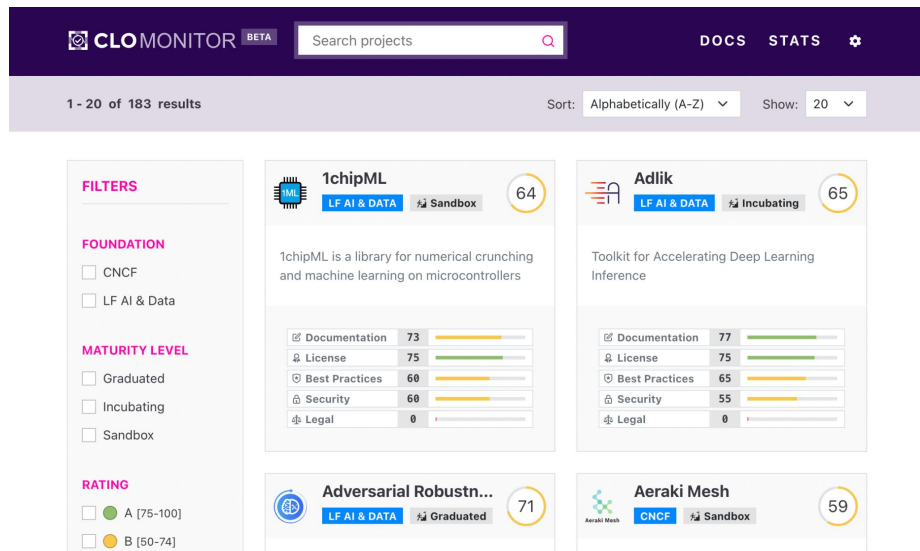 CLOMONITOR BETA
Search projects
DOCS STATS
1 - 20 of 183 results
Sort: Alphabetically (A-Z)
Show: 20
FILTERS
FOUNDATION
CNCF
LF AI & Data
MATURITY LEVEL
Graduated
Incubating
Sandbox
RATING
A [75-100]
B [50-74]
1ML
1chipML
LF AI & DATA Sandbox
64
1chipML is a library for numerical crunching
and machine learning on microcontrollers
Documentation 73
License 75
Best Practices 60
Security 60
Legal 0
Adlik
LF AI & DATA Incubating
65
Toolkit for Accelerating Deep Learning
Inference
Documentation 77
License 75
Best Practices 65
Security 55
Legal 0
Adversarial Robustn...
LF AI & DATA Graduated
71
Aeraki Mesh
Aeraki Mesh
CNCF Sandbox
59